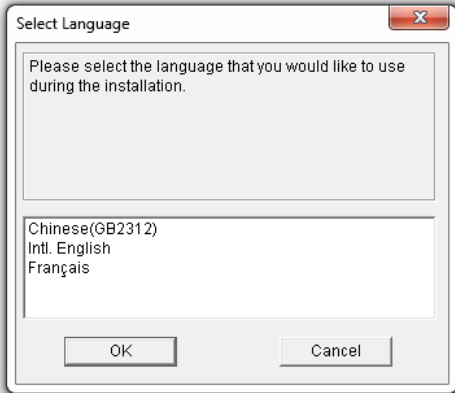 Select Language
Please select the language that you would like to use
during the installation.
Chinese(GB2312)
Intl. English
Français
OK
Cancel